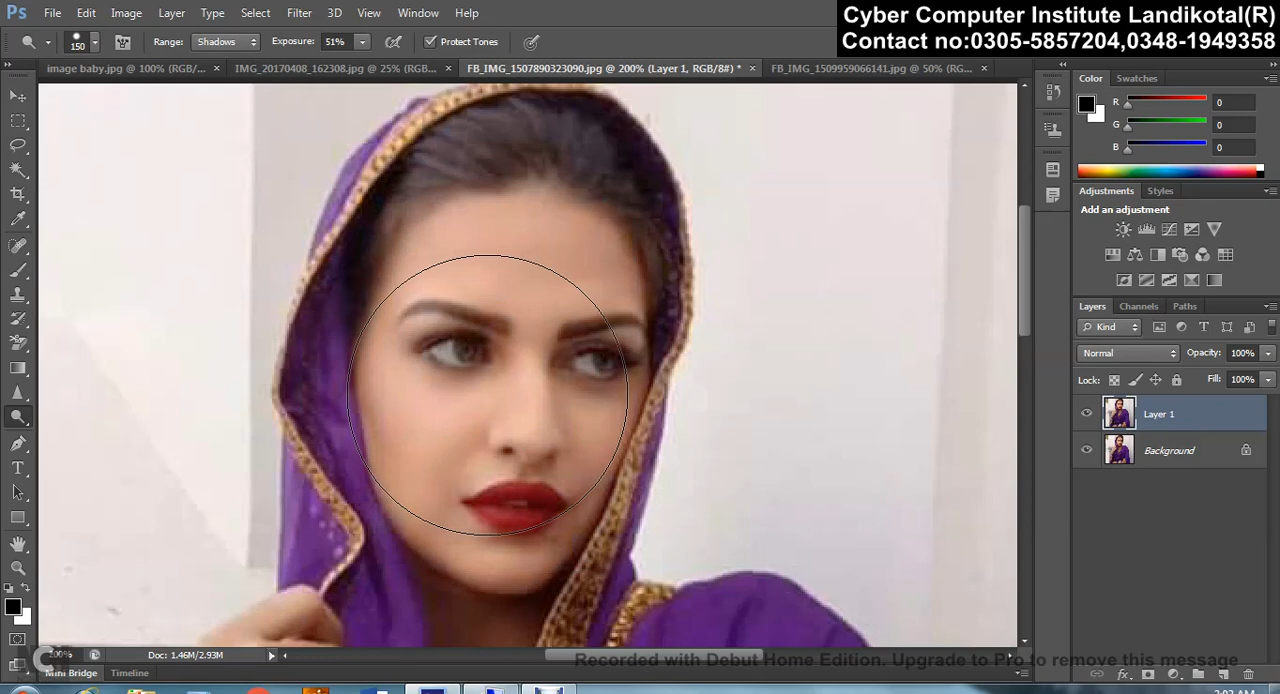 Ps File Edit Image Layer Type Select Filter 3D View Window Help
Cyber Computer Institute Landikotal(R)
Contact no:0305-5857204,0348-1949358
150 Range: Shadows Exposure: 51% Protect Tones
image baby.jpg @ 100% (RGB/... × IMG_20170408_162308.jpg @ 25% (RGB... × FB_IMG_1507890323090.jpg @ 200% (Layer 1, RGB/8#) * × FB_IMG_1509959066141.jpg @ 50% (RG... ×
Color Swatches
R 0
G 0
B 0
Adjustments Styles
Add an adjustment
Layers Channels Paths
Kind
Normal Opacity: 100%
Lock: Fill: 100%
Layer 1
Background
T
200% Doc: 1.46M/2.93M
Recorded with Debut Home Edition. Upgrade to Pro to remove this message
Mini Bridge Timeline
fx